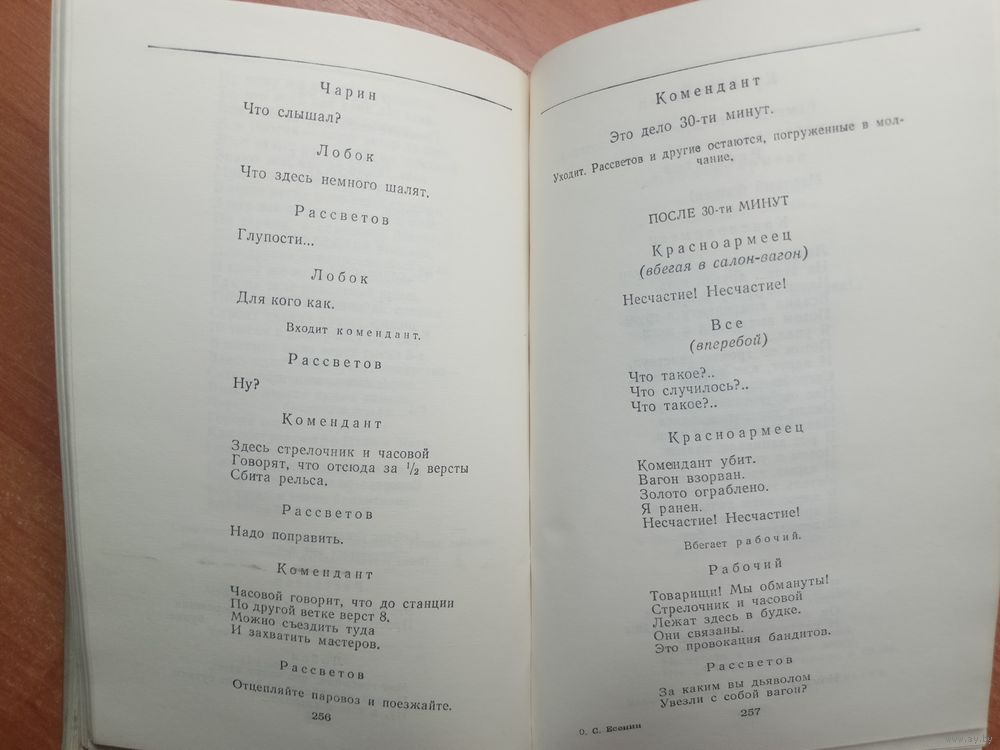 Чарин
Что слышал?
Лобок
Что здесь немного шалят.
Рассветов
Глупости...
Лобок
Для кого как.
Входит комендант.
Рассветов
Ну?
Комендант
Здесь стрелочник и часовой
Говорят, что отсюда за 1/2 версты
Сбита рельса.
Рассветов
Надо поправить.
Комендант
Часовой говорит, что до станции
По другой ветке верст 8.
Можно съездить туда
И захватить мастеров.
Рассветов
Отцепляйте паровоз и поезжайте.
256
Комендант
Это дело 30-ти минут.
Уходит. Рассветов и другие остаются, погруженные в мол-
чание.
ПОСЛЕ 30-ти МИНУТ
Красноармеец
(вбегая в салон-вагон)
Несчастие! Несчастие!
Все
(вперебой)
Что такое?..
Что случилось?..
Что такое?..
Красноармеец
Комендант убит.
Вагон взорван.
Золото ограблено.
Я ранен.
Несчастие! Несчастие!
Вбегает рабочий.
Рабочий
Товарищи! Мы обмануты!
Стрелочник и часовой
Лежат здесь в будке.
Они связаны.
Это провокация бандитов.
Рассветов
За каким вы дьяволом
Увезли с собой вагон?
9. С. Есенин
257
www.ay.by